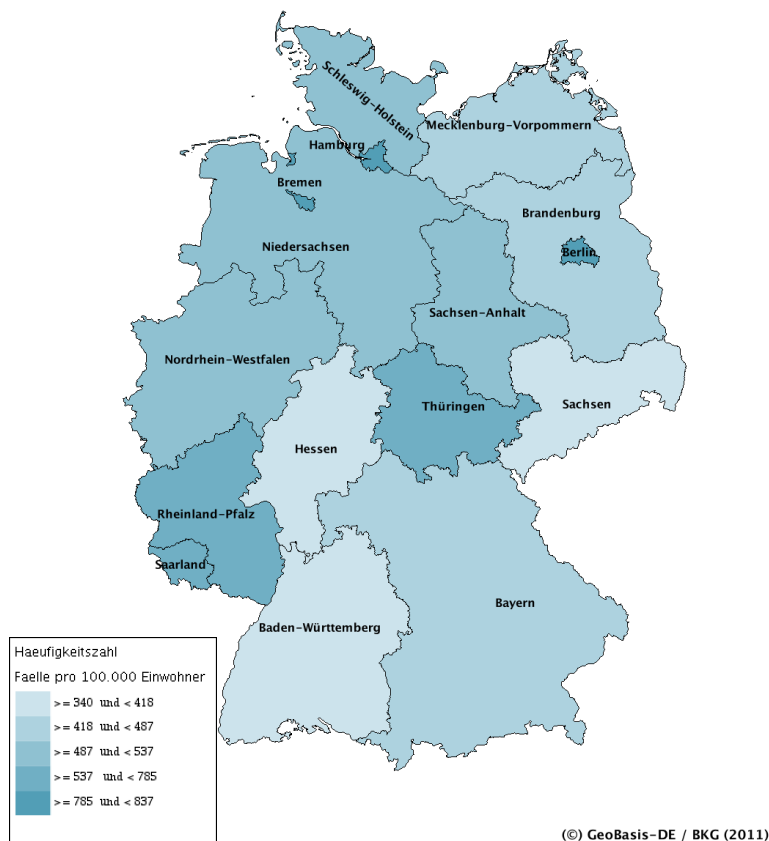 Schleswig-Holstein
Mecklenburg-Vorpommern
Hamburg
Bremen
Brandenburg
Niedersachsen
Berlin
Sachsen-Anhalt
Nordrhein-Westfalen
Thüringen
Sachsen
Hessen
Rheinland-Pfalz
Saarland
Bayern
Baden-Württemberg
Haeufigkeitszahl
Faelle pro 100.000 Einwohner
>= 340 und < 418
>= 418 und < 487
>= 487 und < 537
>= 537 und < 785
>= 785 und < 837
(©) GeoBasis-DE / BKG (2011)